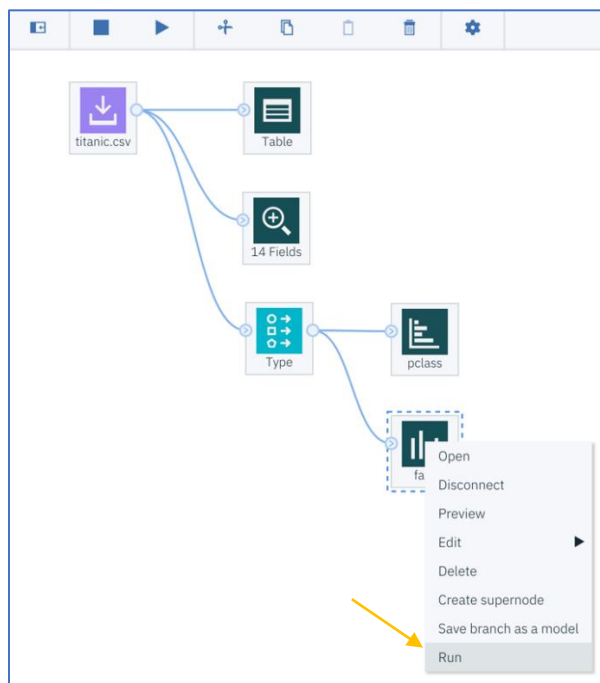 titanic.csv
Table
14 Fields
Type
pclass
fa
Open
Disconnect
Preview
Edit
Delete
Create supernode
Save branch as a model
Run